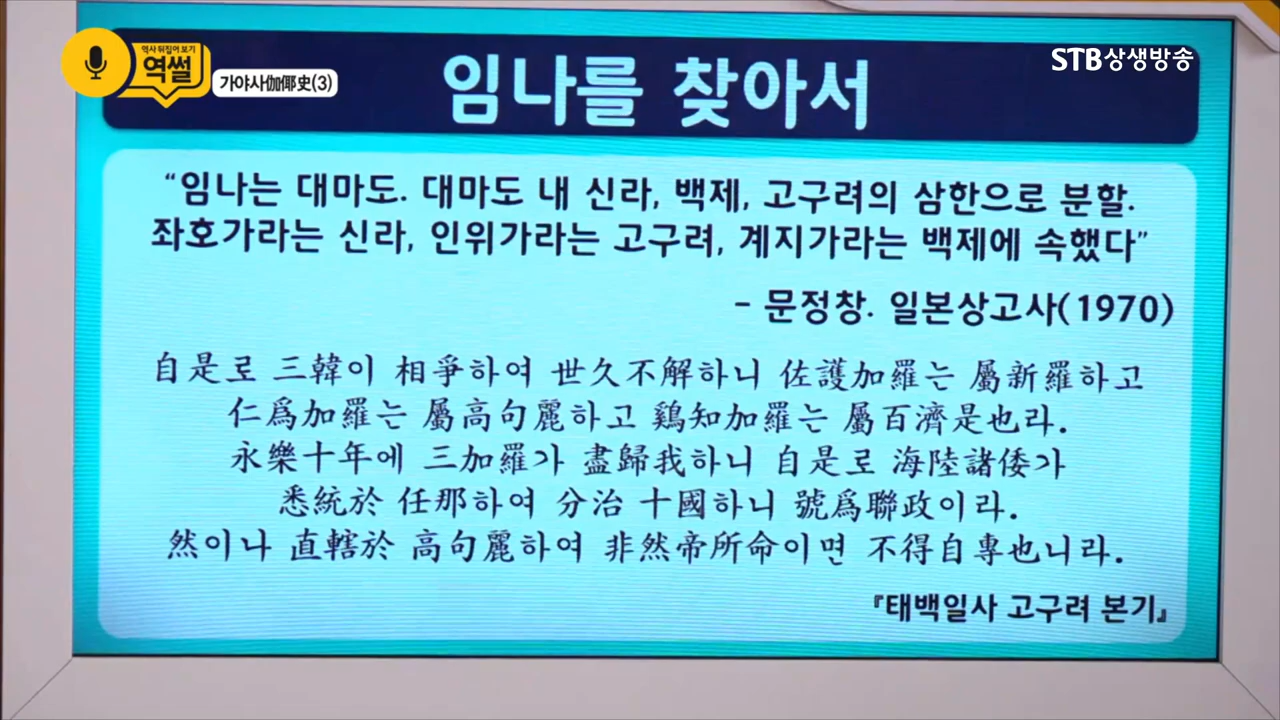 역사 뒤집어 보기
역썰
가야사伽倻史(3)
STB상생방송
임나를 찾아서
“임나는 대마도. 대마도 내 신라, 백제, 고구려의 삼한으로 분할.
좌호가라는 신라, 인위가라는 고구려, 계지가라는 백제에 속했다”
- 문정창. 일본상고사(1970)
自是로 三韓이 相爭하여 世久不解하니 佐護加羅는 屬新羅하고
仁爲加羅는 屬高句麗하고 鷄知加羅는 屬百濟是也라.
永樂十年에 三加羅가 盡歸我하니 自是로 海陸諸倭가
悉統於 任那하여 分治 十國하니 號爲聯政이라.
然이나 直轄於 高句麗하여 非然帝所命이면 不得自專也니라.
『태백일사 고구려 본기』